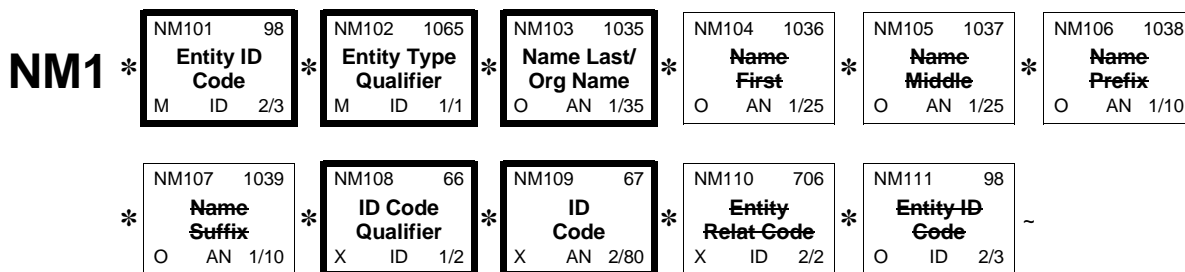 NM101 98 NM102 1065 NM103 1035 NM104 1036 NM105 1037 NM106 1038
NM1 * Entity ID Code * Entity Type Qualifier * Name Last/ Org Name * Name First * Name Middle * Name Prefix
M ID 2/3 M ID 1/1 O AN 1/35 O AN 1/25 O AN 1/25 O AN 1/10
NM107 1039 NM108 66 NM109 67 NM110 706 NM111 98
* Name Suffix * ID Code Qualifier * ID Code * Entity Relat Code * Entity ID Code ~
O AN 1/10 X ID 1/2 X AN 2/80 X ID 2/2 O ID 2/3